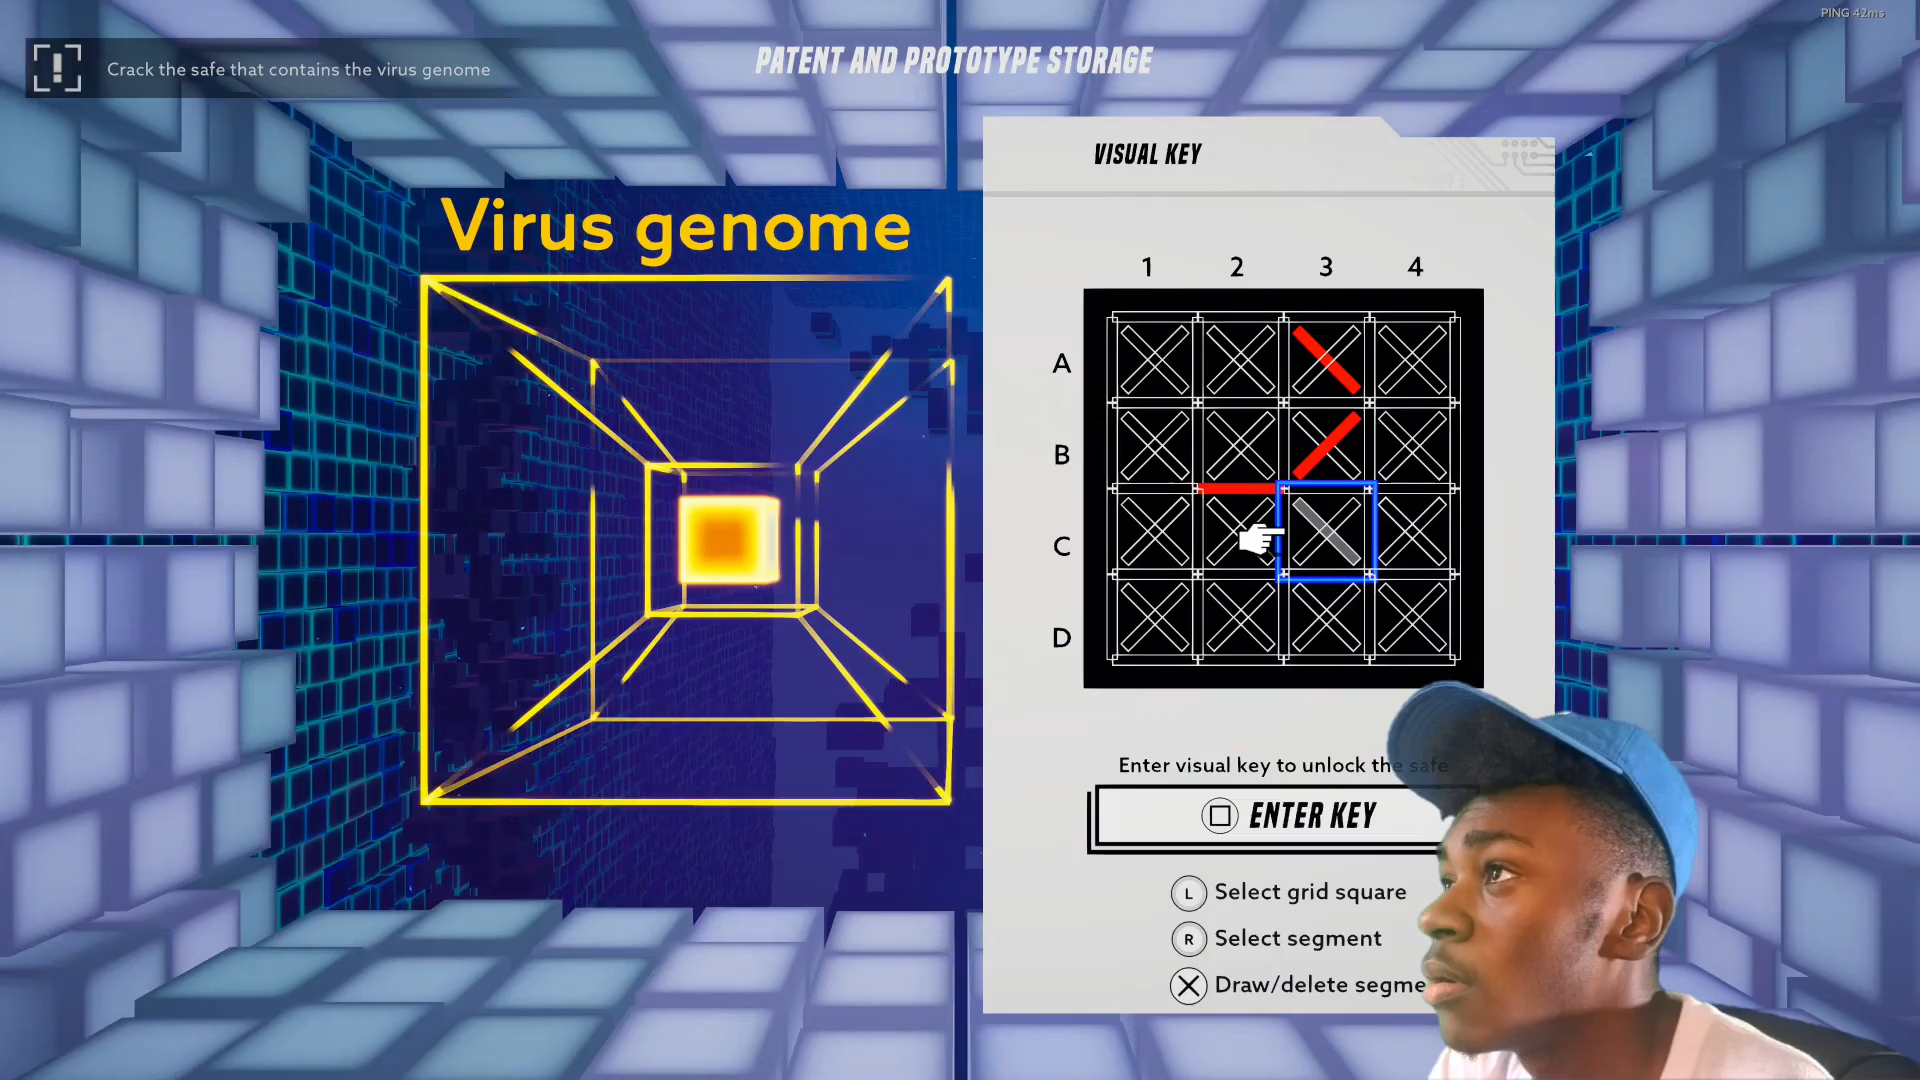 PING 42ms
Crack the safe that contains the virus genome
PATENT AND PROTOTYPE STORAGE
VISUAL KEY
Virus genome
1 2 3 4
A
B
C
D
Enter visual key to unlock the safe
ENTER KEY
L Select grid square
R Select segment
Draw/delete segme